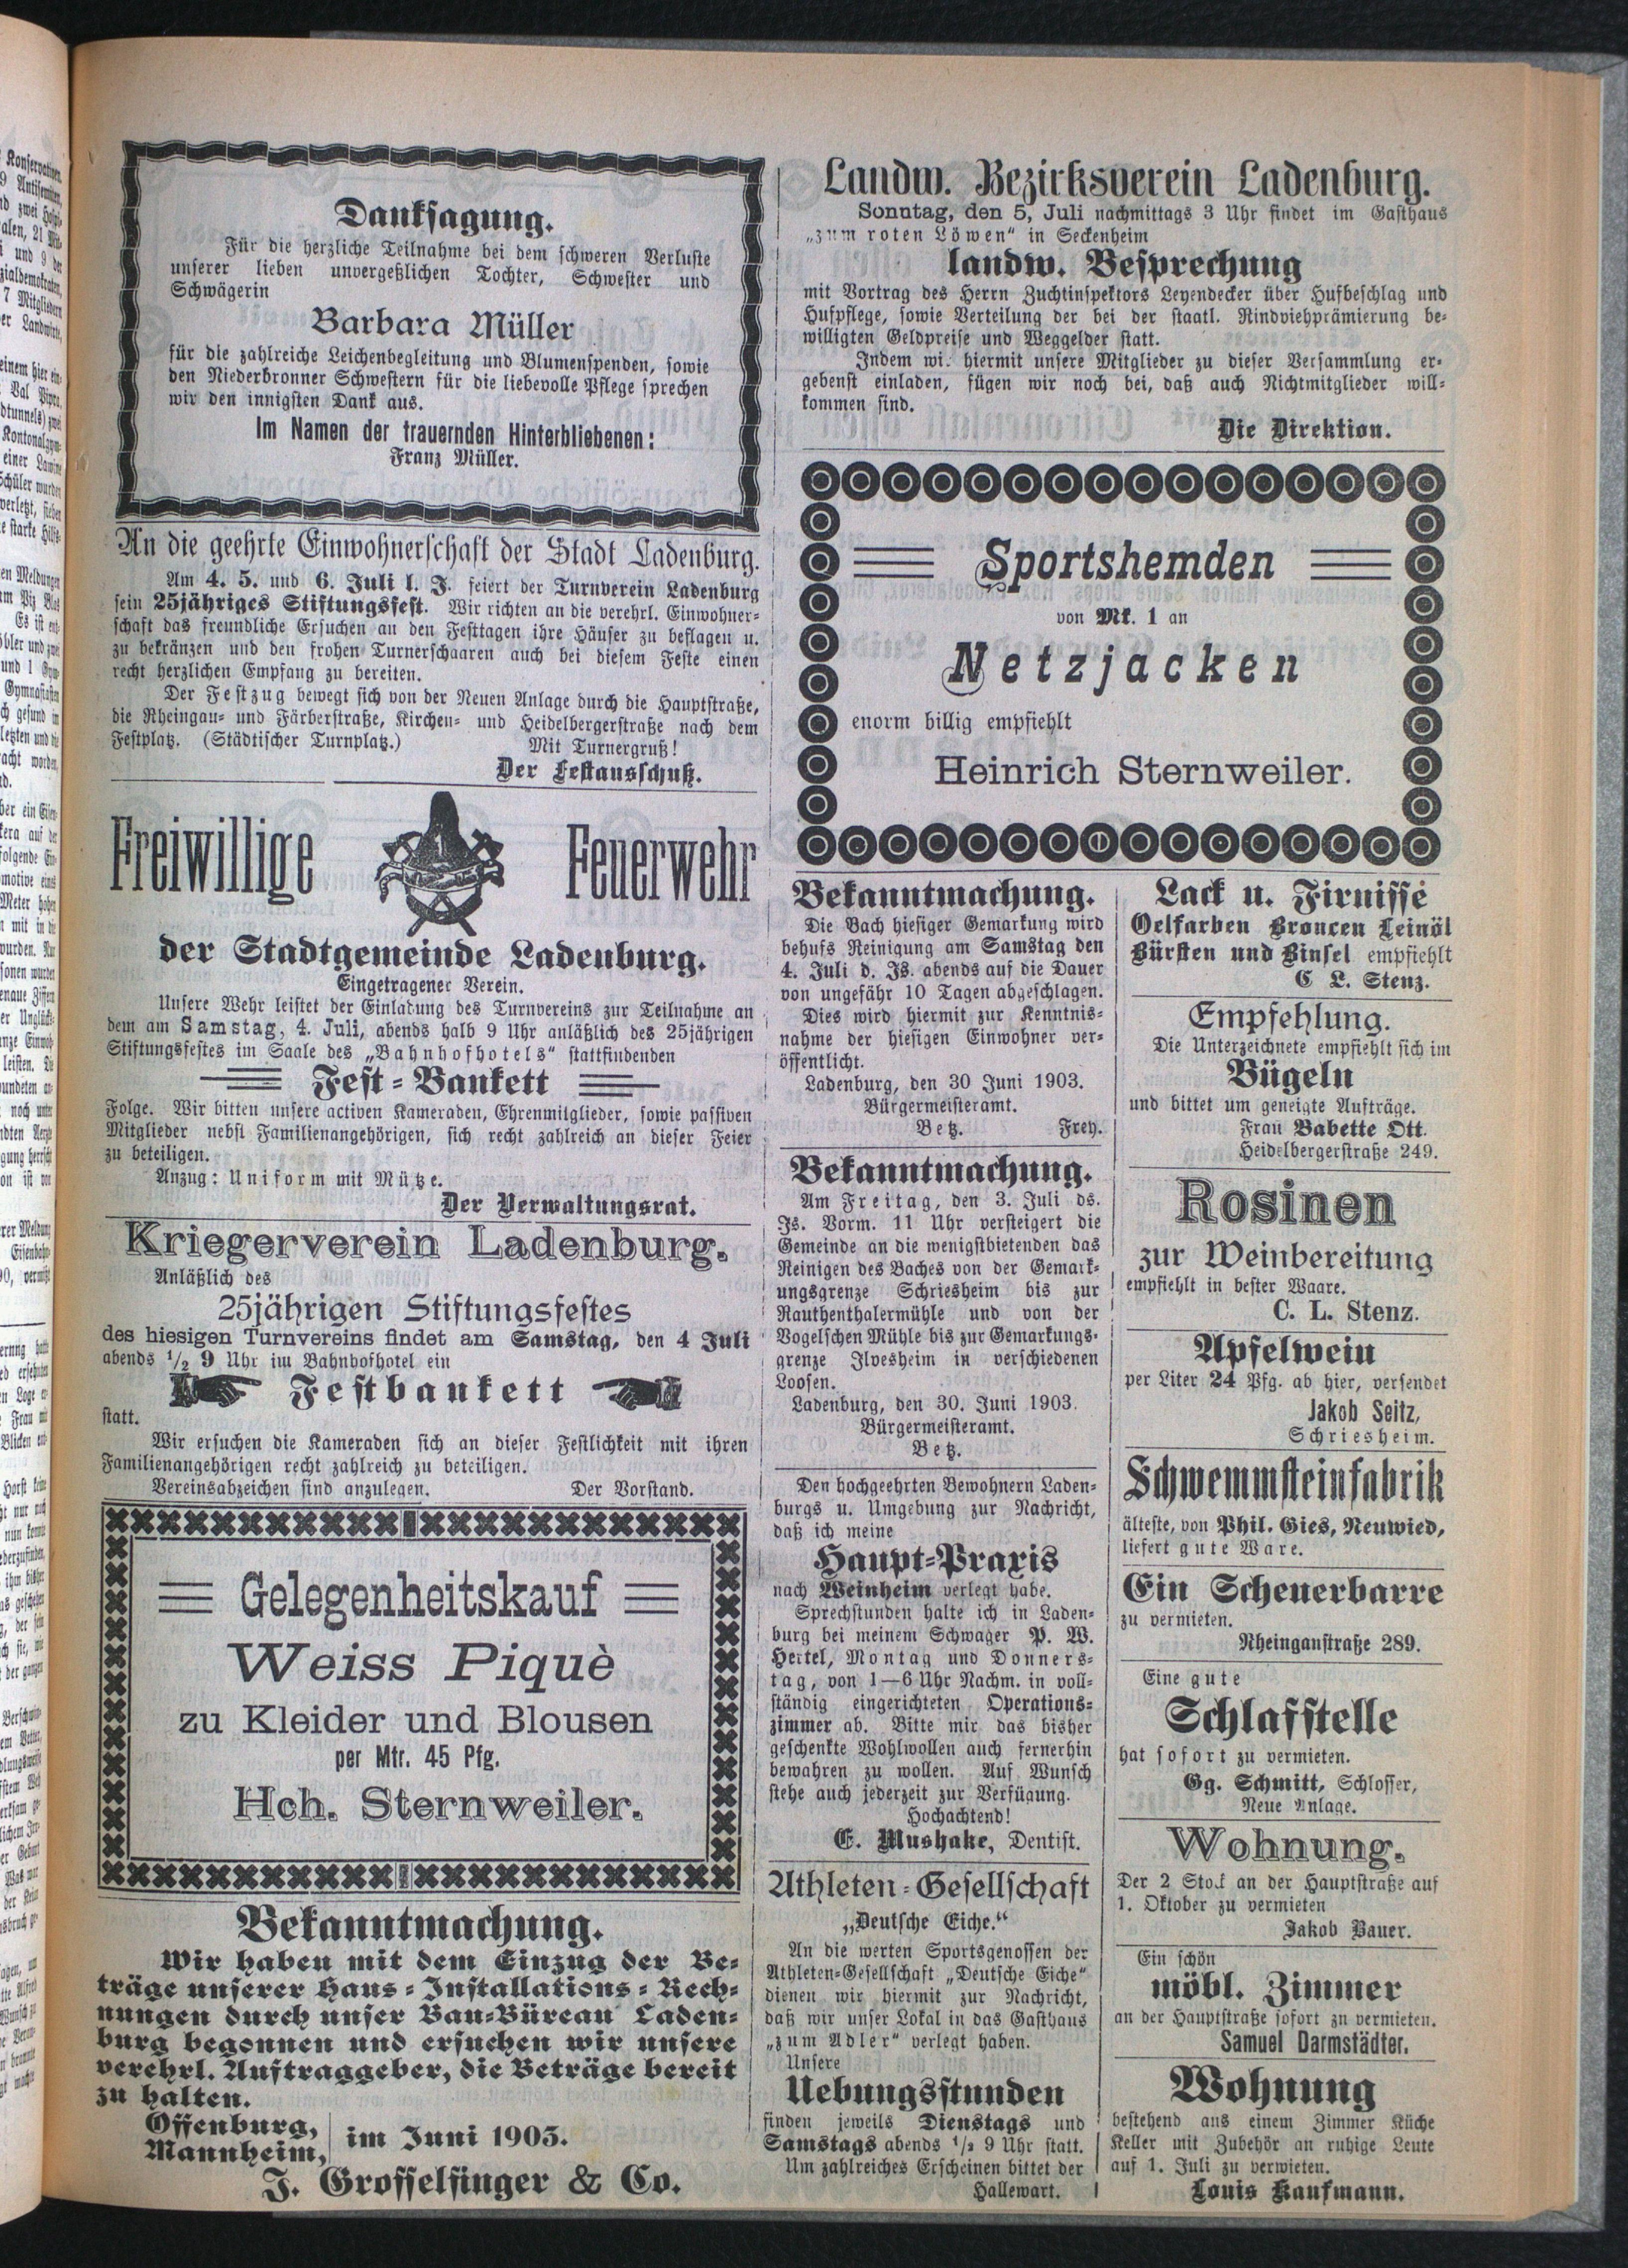 Danksagung.
Für die herzliche Teilnahme bei dem schweren Verluste
unserer lieben unvergeßlichen Tochter, Schwester und
Schwägerin
Barbara Müller
für die zahlreiche Leichenbegleitung und Blumenspenden, sowie
den Niederbronner Schwestern für die liebevolle Pflege sprechen
wir den innigsten Dank aus.
Im Namen der trauernden Hinterbliebenen:
Franz Müller.
An die geehrte Einwohnerschaft der Stadt Ladenburg.
Am 4. 5. und 6. Juli l. J. feiert der Turnverein Ladenburg
sein 25jähriges Stiftungsfest. Wir richten an die verehrl. Einwohner-
schaft das freundliche Ersuchen an den Festtagen ihre Häuser zu beflagen u.
zu bekränzen und den frohen Turnerschaaren auch bei diesem Feste einen
recht herzlichen Empfang zu bereiten.
Der Festzug bewegt sich von der Neuen Anlage durch die Hauptstraße,
die Rheingau- und Färberstraße, Kirchen- und Heidelbergerstraße nach dem
Festplatz. (Städtischer Turnplatz.)
Mit Turnergruß!
Der Festausschuß.
Freiwillige Feuerwehr
der Stadtgemeinde Ladenburg.
Eingetragener Verein.
Unsere Wehr leistet der Einladung des Turnvereins zur Teilnahme an
dem am Samstag, 4. Juli, abends halb 9 Uhr anläßlich des 25jährigen
Stiftungsfestes im Saale des „Bahnhofhotels" stattfindenden
Fest-Bankett
Folge. Wir bitten unsere activen Kameraden, Ehrenmitglieder, sowie passiven
Mitglieder nebst Familienangehörigen, sich recht zahlreich an dieser Feier
zu beteiligen.
Anzug: Uniform mit Mütze.
Der Verwaltungsrat.
Kriegerverein Ladenburg.
Anläßlich des
25jährigen Stiftungsfestes
des hiesigen Turnvereins findet am Samstag, den 4 Juli
abends 1/2 9 Uhr im Bahnhofhotel ein
Festbankett
statt.
Wir ersuchen die Kameraden sich an dieser Festlichkeit mit ihren
Familienangehörigen recht zahlreich zu beteiligen.
Vereinsabzeichen sind anzulegen. Der Vorstand.
Gelegenheitskauf
Weiss Piquè
zu Kleider und Blousen
per Mtr. 45 Pfg.
Hch. Sternweiler.
Bekanntmachung.
Wir haben mit dem Einzug der Be-
träge unserer Haus-Installations-Rech-
nungen durch unser Bau-Büreau Laden-
burg begonnen und ersuchen wir unsere
verehrl. Auftraggeber, die Beträge bereit
zu halten.
Offenburg,
Mannheim, im Juni 1903.
J. Grosselfinger & Co.
Landw. Bezirksverein Ladenburg.
Sonntag, den 5, Juli nachmittags 3 Uhr findet im Gasthaus
„zum roten Löwen" in Seckenheim
landw. Besprechung
mit Vortrag des Herrn Zuchtinspektors Leyendecker über Hufbeschlag und
Hufpflege, sowie Verteilung der bei der staatl. Rindviehprämierung be-
willigten Geldpreise und Weggelder statt.
Indem wi. hiermit unsere Mitglieder zu dieser Versammlung er-
gebenst einladen, fügen wir noch bei, daß auch Nichtmitglieder will-
kommen sind.
Die Direktion.
Sportshemden
von Mk. 1 an
Netzjacken
enorm billig empfiehlt
Heinrich Sternweiler.
Bekanntmachung.
Die Bach hiesiger Gemarkung wird
behufs Reinigung am Samstag den
4. Juli d. Js. abends auf die Dauer
von ungefähr 10 Tagen abgeschlagen.
Dies wird hiermit zur Kenntnis-
nahme der hiesigen Einwohner ver-
öffentlicht.
Ladenburg, den 30 Juni 1903.
Bürgermeisteramt.
Betz. Frey.
Bekanntmachung.
Am Freitag, den 3. Juli ds.
Js. Vorm. 11 Uhr versteigert die
Gemeinde an die wenigstbietenden das
Reinigen des Baches von der Gemark-
ungsgrenze Schriesheim bis zur
Rauthenthalermühle und von der
Vogelschen Mühle bis zur Gemarkungs-
grenze Ilvesheim in verschiedenen
Loosen.
Ladenburg, den 30. Juni 1903.
Bürgermeisteramt.
Betz.
Den hochgeehrten Bewohnern Laden-
burgs u. Umgebung zur Nachricht,
daß ich meine
Haupt-Praxis
nach Weinheim verlegt habe.
Sprechstunden halte ich in Laden-
burg bei meinem Schwager P. W.
Hertel, Montag und Donners-
tag, von 1—6 Uhr Nachm. in voll-
ständig eingerichteten Operations-
zimmer ab. Bitte mir das bisher
geschenkte Wohlwollen auch fernerhin
bewahren zu wollen. Auf Wunsch
stehe auch jederzeit zur Verfügung.
Hochachtend!
E. Mushake, Dentist.
Athleten-Gesellschaft
„Deutsche Eiche."
An die werten Sportsgenossen der
Athleten-Gesellschaft „Deutsche Eiche"
dienen wir hiermit zur Nachricht,
daß wir unser Lokal in das Gasthaus
„zum Adler" verlegt haben.
Unsere
Uebungsstunden
finden jeweils Dienstags und
Samstags abends 1/2 9 Uhr statt.
Um zahlreiches Erscheinen bittet der
Hallewart.
Lack u. Firnisse
Oelfarben Broncen Leinöl
Bürsten und Binsel empfiehlt
C L. Stenz.
Empfehlung.
Die Unterzeichnete empfiehlt sich im
Bügeln
und bittet um geneigte Aufträge.
Frau Babette Ott.
Heidelbergerstraße 249.
Rosinen
zur Weinbereitung
empfiehlt in bester Waare.
C. L. Stenz.
Apfelwein
per Liter 24 Pfg. ab hier, versendet
Jakob Seitz,
Schriesheim.
Schwemmsteinfabrik
älteste, von Phil. Gies, Neuwied,
liefert gute Ware.
Ein Scheuerbarre
zu vermieten.
Rheingaustraße 289.
Eine gute
Schlafstelle
hat sofort zu vermieten.
Gg. Schmitt, Schlosser,
Neue Anlage.
Wohnung.
Der 2 Stock an der Hauptstraße auf
1. Oktober zu vermieten
Jakob Bauer.
Ein schön
möbl. Zimmer
an der Hauptstraße sofort zu vermieten.
Samuel Darmstädter.
Wohnung
bestehend aus einem Zimmer Küche
Keller mit Zubehör an ruhige Leute
auf 1. Juli zu verwieten.
Louis Kaufmann.